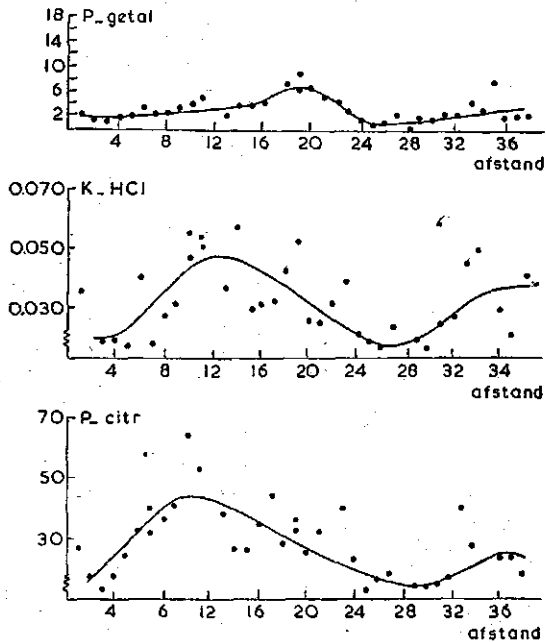 18 P_getal
14
10
6
2
4 8 12 16 20 24 28 32 36
afstand
0.070 K_HCl
0.050
0.030
4 8 12 16 20 24 28 32 34
afstand
70 P_citr
50
30
4 8 12 16 20 24 28 32 36
afstand